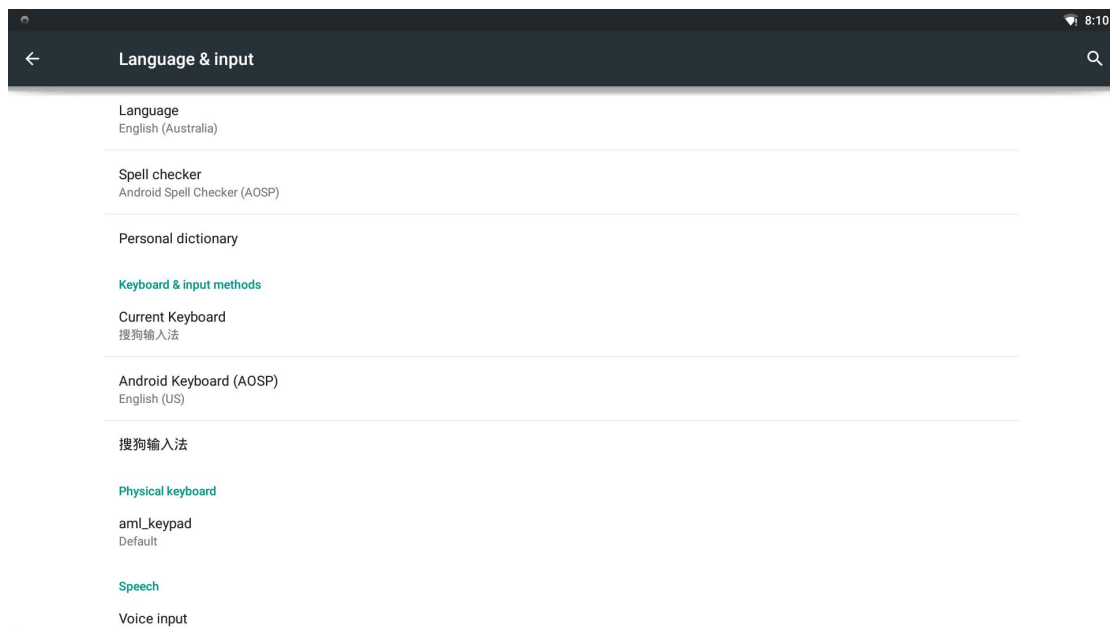 8:10
Language & input
Language
English (Australia)
Spell checker
Android Spell Checker (AOSP)
Personal dictionary
Keyboard & input methods
Current Keyboard
搜狗输入法
Android Keyboard (AOSP)
English (US)
搜狗输入法
Physical keyboard
aml_keypad
Default
Speech
Voice input